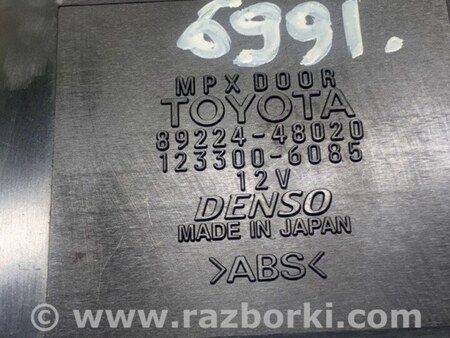 6991.
MPX DOOR
TOYOTA
89224-48020
123300-6085
12V
DENSO
MADE IN JAPAN
>ABS<
© www.razborki.com